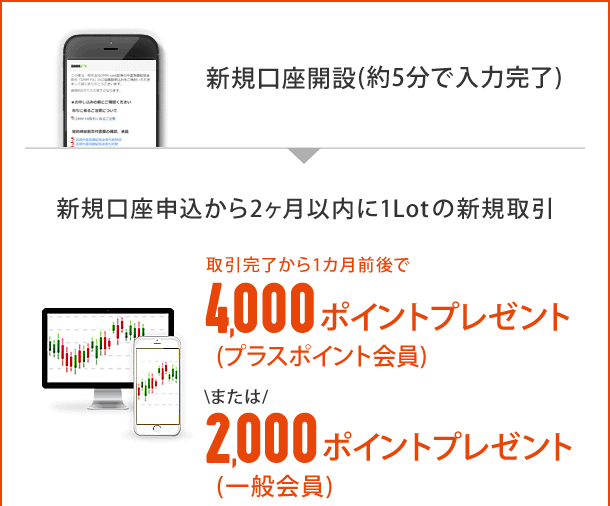 新規口座開設(約5分で入力完了)
新規口座申込から2ヶ月以内に1Lotの新規取引
取引完了から1カ月前後で
4,000ポイントプレゼント
(プラスポイント会員)
\または/
2,000ポイントプレゼント
(一般会員)